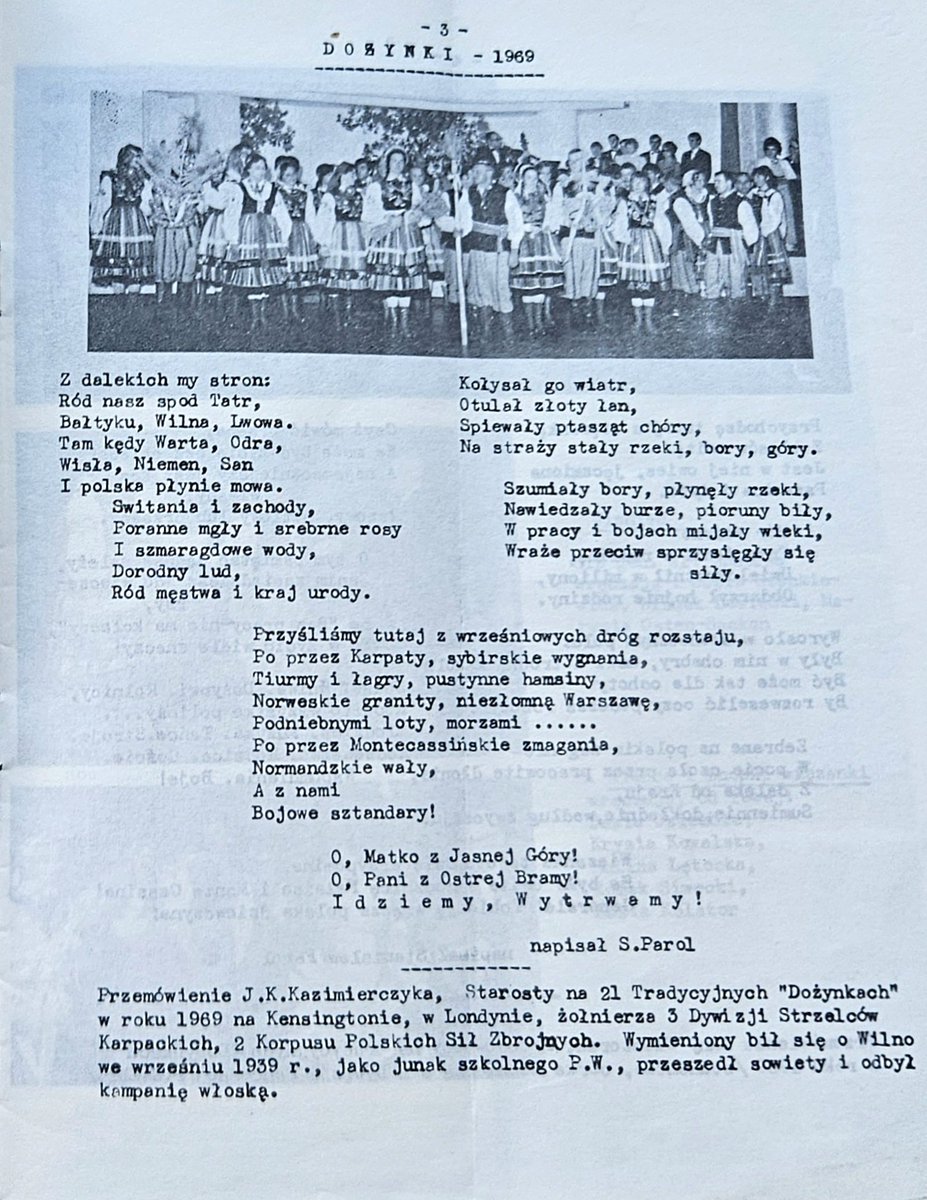 - 3 -
DOŻYNKI - 1969
Z dalekich my stron:
Ród nasz spod Tatr,
Bałtyku, Wilna, Lwowa.
Tam kędy Warta, Odra,
Wisła, Niemen, San
I polska płynie mowa.
Switania i zachody,
Poranne mgły i srebrne rosy
I szmaragdowe wody,
Dorodny lud,
Ród męstwa i kraj urody.
Kołysał go wiatr,
Otulał złoty łan,
Spiewały ptasząt chóry,
Na straży stały rzeki, bory, góry.
Szumiały bory, płynęły rzeki,
Nawiedzały burze, pioruny biły,
W pracy i bojach mijały wieki,
Wraże przeciw sprzysięgły się
siły.
Przyśliśmy tutaj z wrześniowych dróg rozstaju,
Po przez Karpaty, sybirskie wygnania,
Tiurmy i łagry, pustynne hamsiny,
Norweskie granity, niezłomną Warszawę,
Podniebnymi loty, morzami ......
Po przez Montecassińskie zmagania,
Normandzkie wały,
A z nami
Bojowe sztandary!
O, Matko z Jasnej Góry!
O, Pani z Ostrej Bramy!
I d z i e m y , W y t r w a m y !
napisał S.Parol
------------
Przemówienie J.K.Kazimierczyka, Starosty na 21 Tradycyjnych "Dożynkach"
w roku 1969 na Kensingtonie, w Londynie, żołnierza 3 Dywizji Strzelców
Karpackich, 2 Korpusu Polskich Sił Zbrojnych. Wymieniony bił się o Wilno
we wrześniu 1939 r., jako junak szkolnego P.W., przeszedł sowiety i odbył
kampanię włoską.